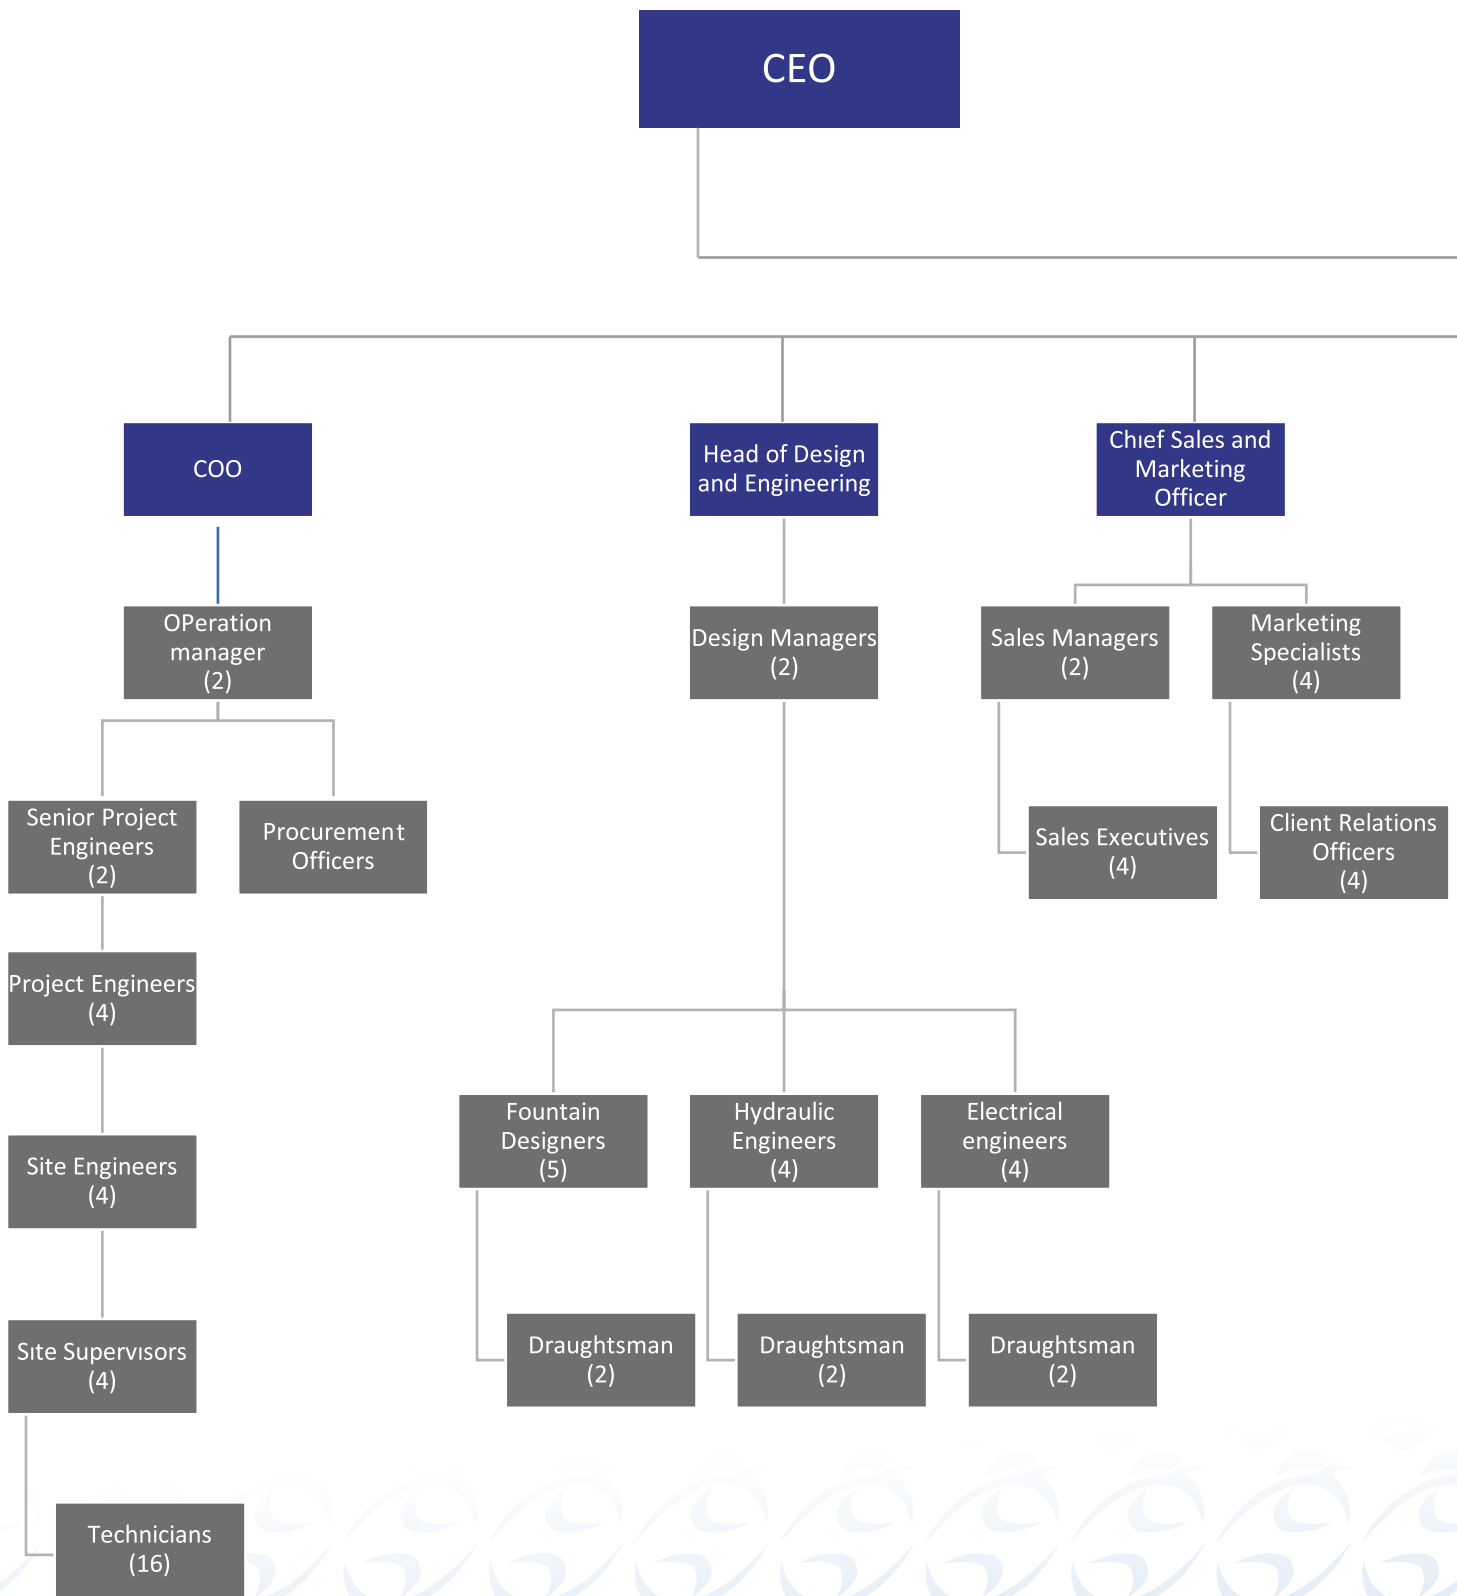 CEO
COO
Head of Design
and Engineering
Chief Sales and
Marketing
Officer
OPeration
manager
(2)
Design Managers
(2)
Sales Managers
(2)
Marketing
Specialists
(4)
Senior Project
Engineers
(2)
Procurement
Officers
Sales Executives
(4)
Client Relations
Officers
(4)
Project Engineers
(4)
Fountain
Designers
(5)
Hydraulic
Engineers
(4)
Electrical
engineers
(4)
Site Engineers
(4)
Site Supervisors
(4)
Draughtsman
(2)
Draughtsman
(2)
Draughtsman
(2)
Technicians
(16)